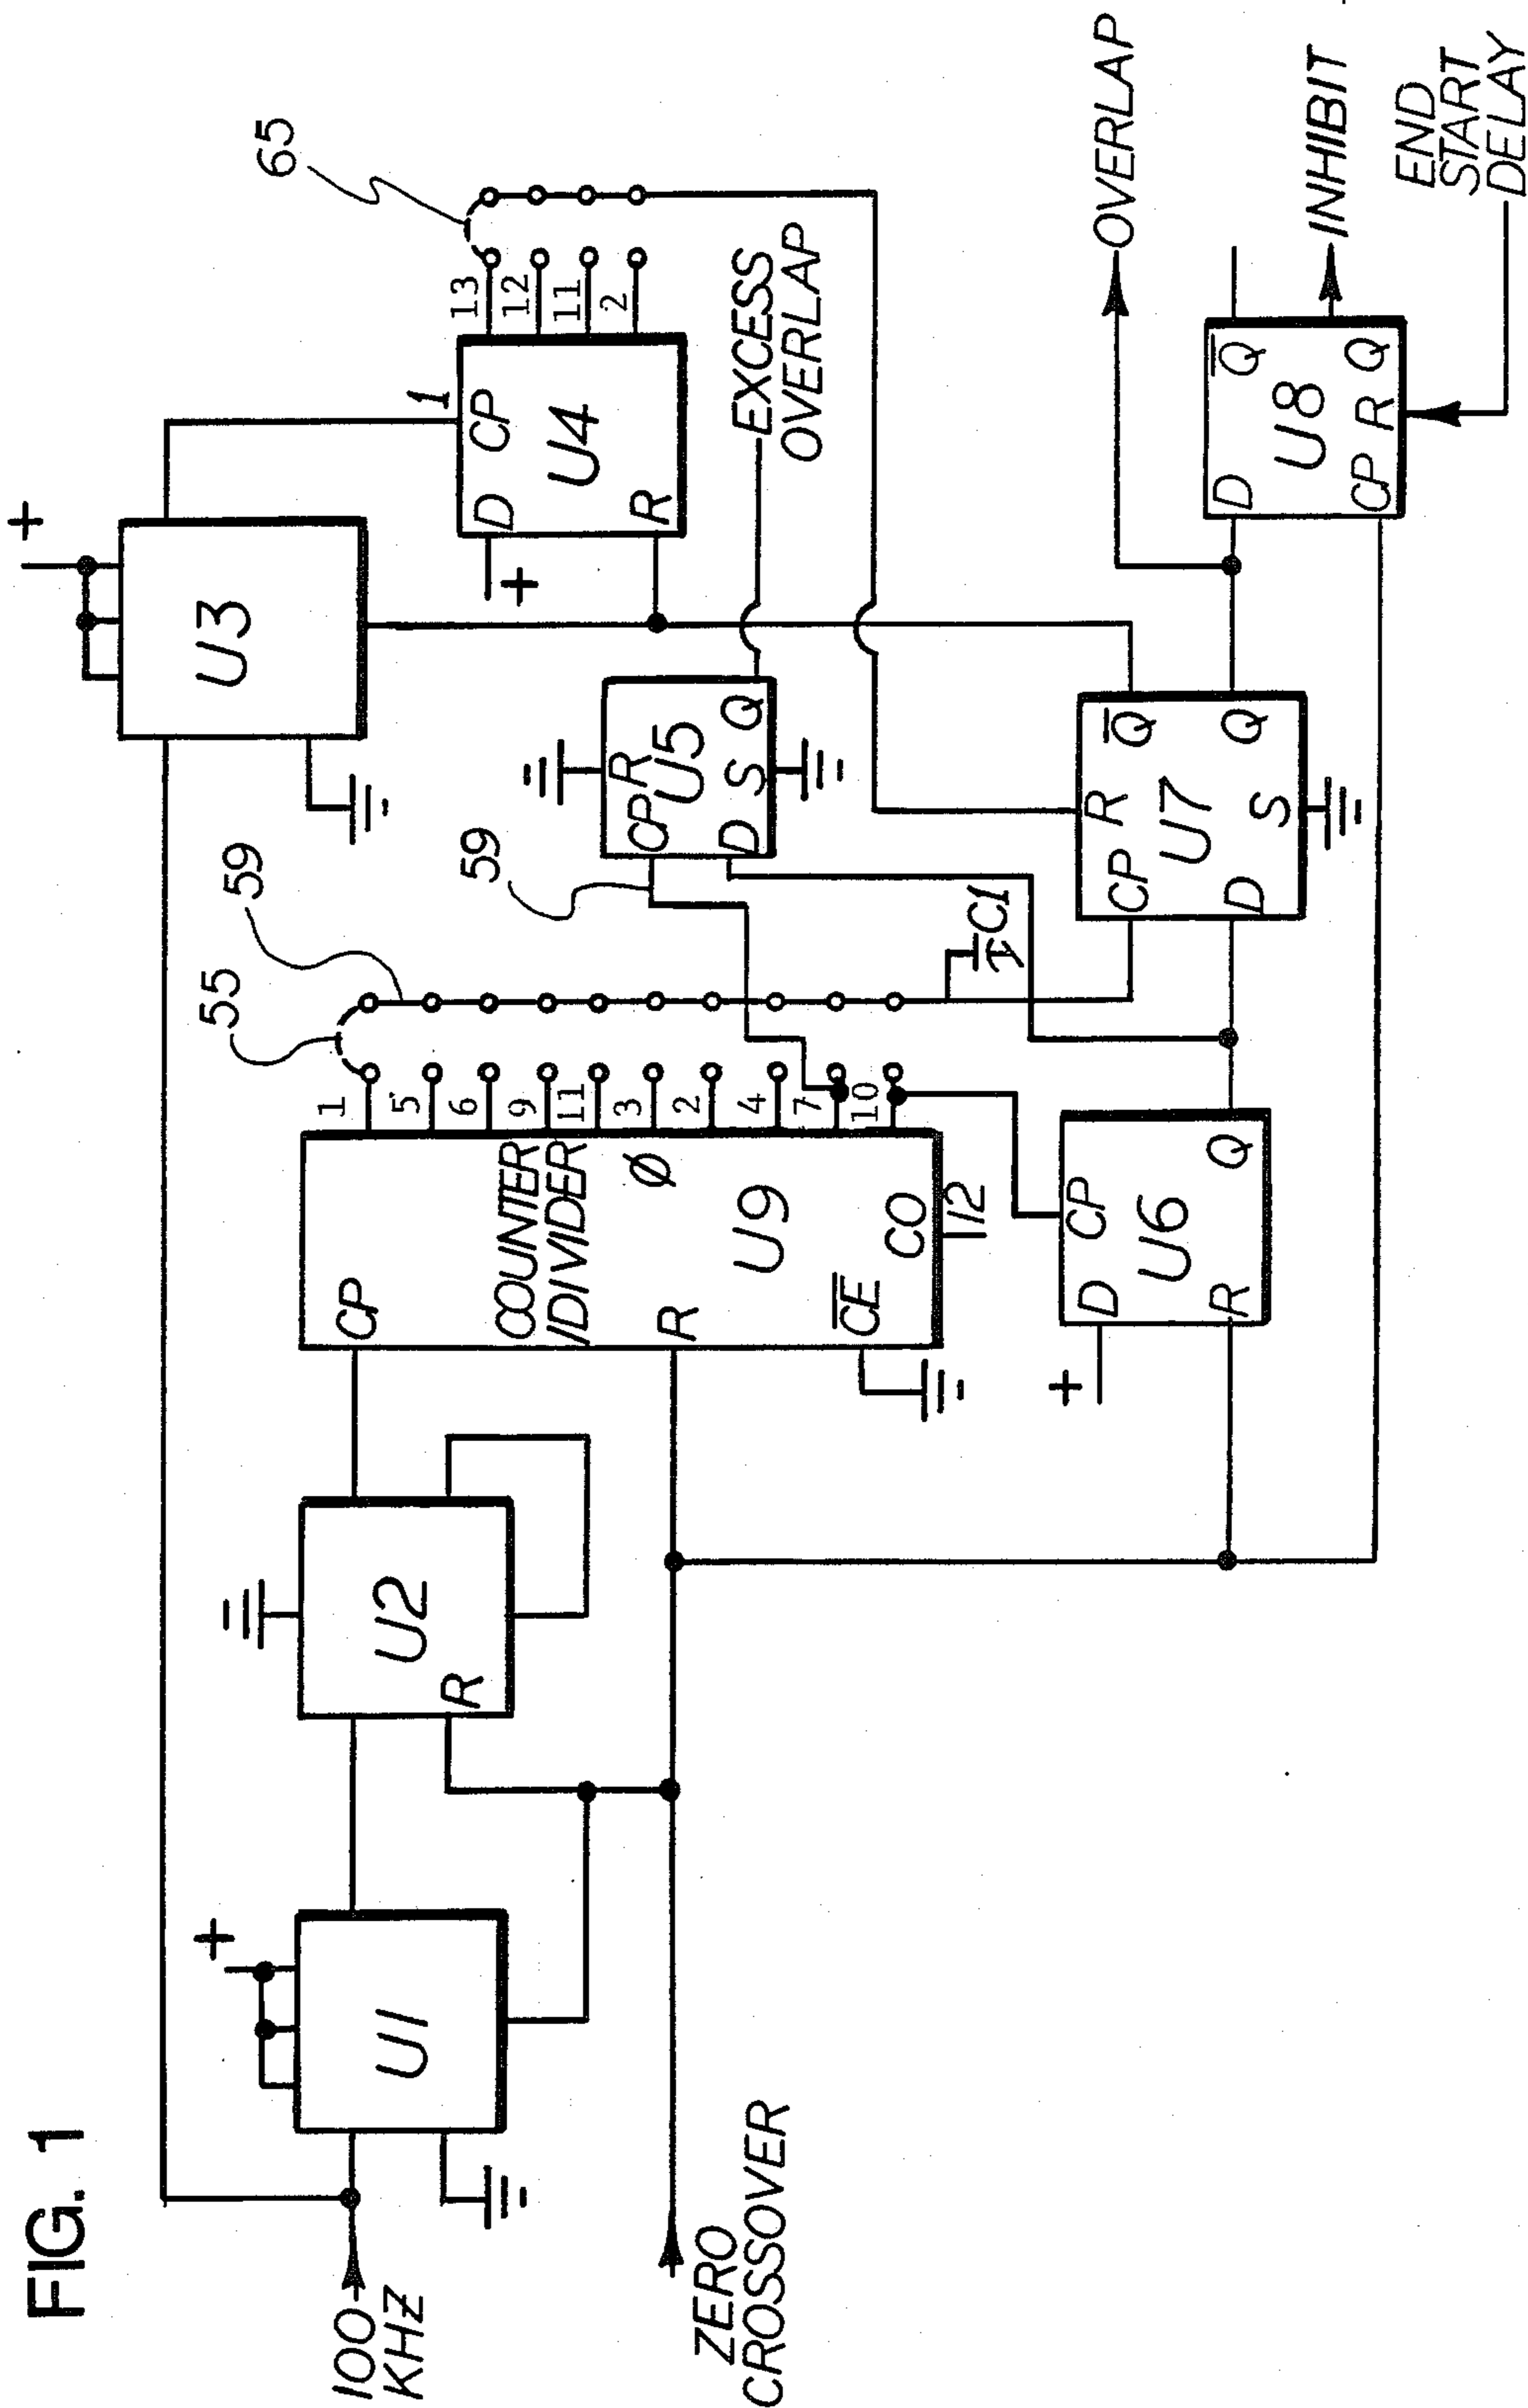 FIG. 1
100
KHZ
ZERO
CROSSOVER
+
U1
U2
R
CP
COUNTER
/DIVIDER
Ø
U9
R
CE
CO
12
1
5
6
9
11
3
2
4
7
10
55
59
59
C1
+
U3
1
D
CP
U4
R
+
13
12
11
2
65
CP
R
U5
D
S
Q
EXCESS
OVERLAP
+
D
CP
U6
R
Q
CP
R
Q
U7
D
S
Q
OVERLAP
D
Q
U8
CP
R
Q
INHIBIT
END
START
DELAY